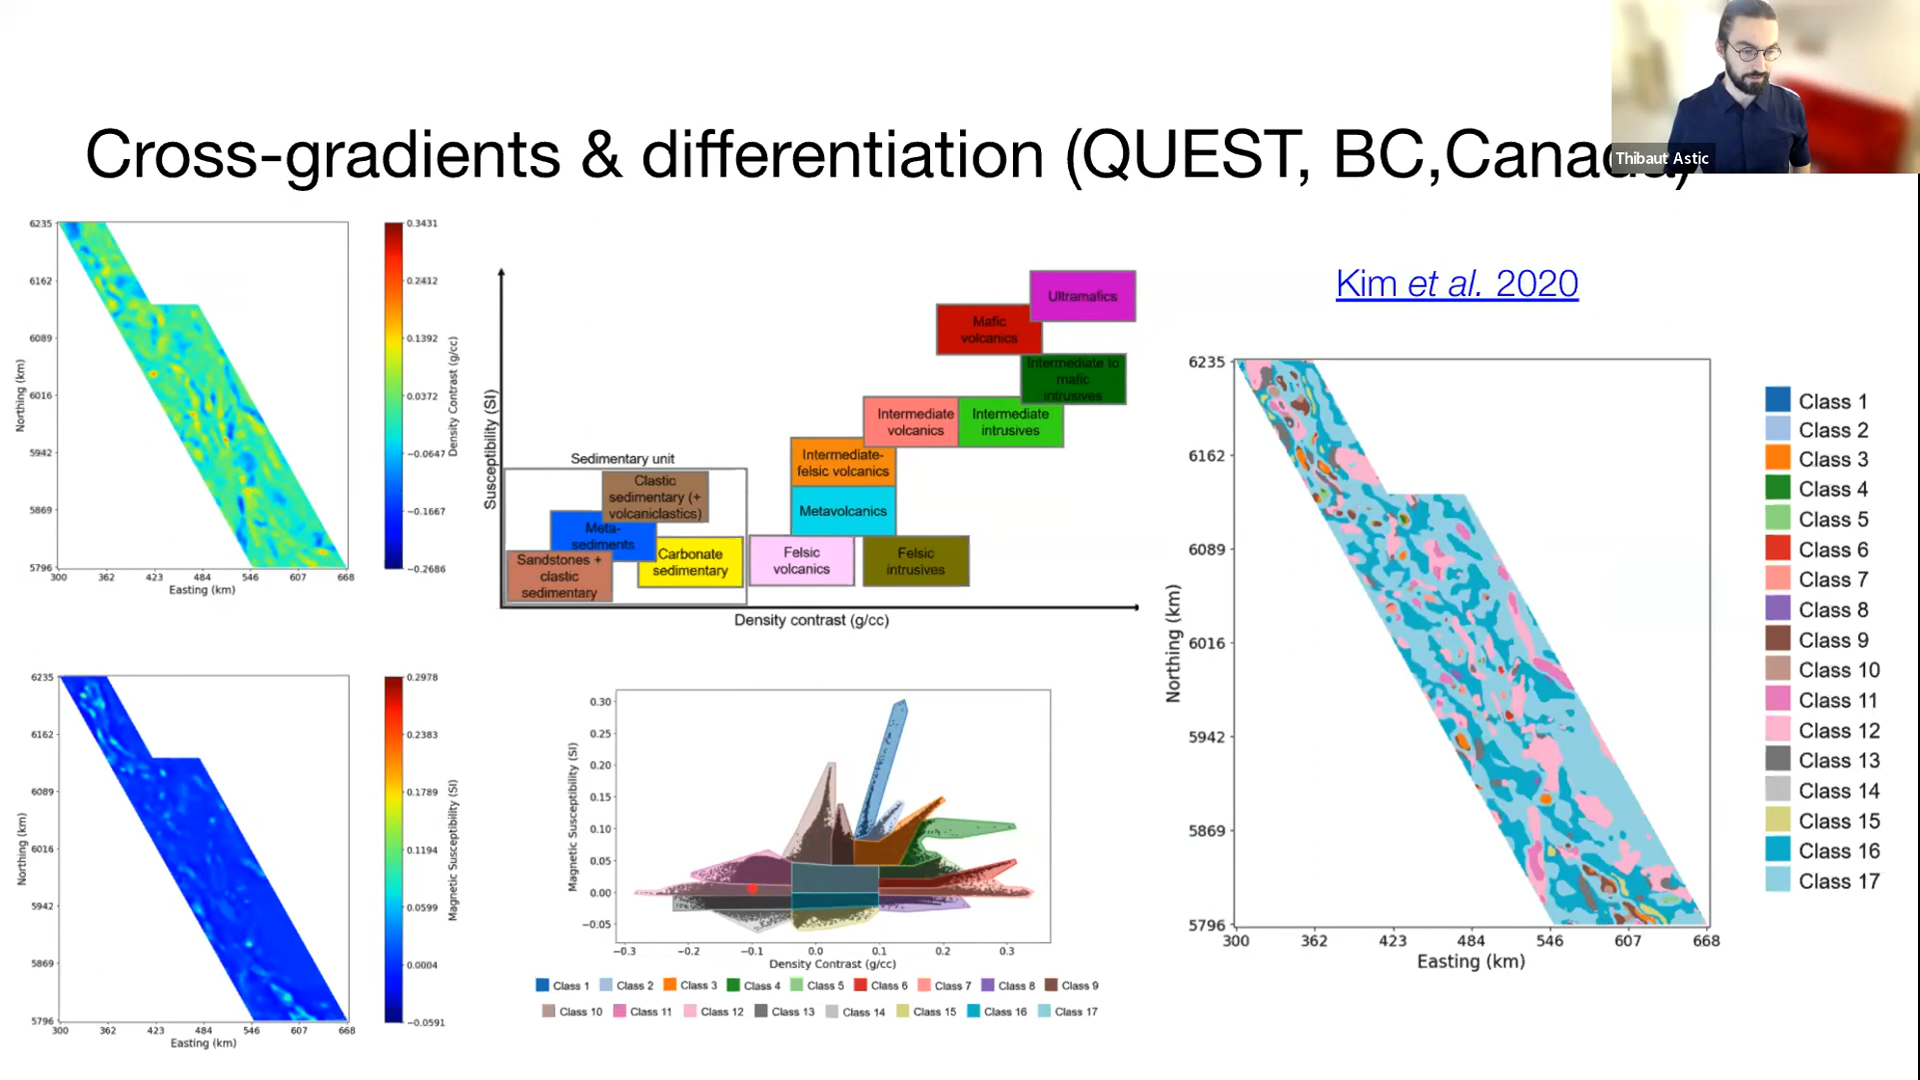 Cross-gradients & differentiation (QUEST, BC,Canada)
Thibaut Astic
6235
6162
6089
6016
5942
5869
5796
300 362 423 484 546 607 668
Easting (km)
Northing (km)
0.3431
0.2412
0.1392
0.0372
−0.0647
−0.1667
−0.2686
Density Contrast (g/cc)
Susceptibility (SI)
Sedimentary unit
Clastic
sedimentary (+
volcaniclastics)
Meta-
sediments
Sandstones +
clastic
sedimentary
Carbonate
sedimentary
Felsic
volcanics
Felsic
intrusives
Metavolcanics
Intermediate-
felsic volcanics
Intermediate
volcanics
Intermediate
intrusives
Intermediate to
mafic
intrusives
Mafic
volcanics
Ultramafics
Density contrast (g/cc)
Kim et al. 2020
6235
6162
6089
6016
5942
5869
5796
300 362 423 484 546 607 668
Easting (km)
Northing (km)
Class 1
Class 2
Class 3
Class 4
Class 5
Class 6
Class 7
Class 8
Class 9
Class 10
Class 11
Class 12
Class 13
Class 14
Class 15
Class 16
Class 17
6235
6162
6089
6016
5942
5869
5796
300 362 423 484 546 607 668
Easting (km)
Northing (km)
0.2978
0.2383
0.1789
0.1194
0.0599
0.0004
−0.0591
Magnetic Susceptibility (SI)
0.30
0.25
0.20
0.15
0.10
0.05
0.00
−0.05
Magnetic Susceptibility (SI)
−0.3 −0.2 −0.1 0.0 0.1 0.2 0.3
Density Contrast (g/cc)
Class 1 Class 2 Class 3 Class 4 Class 5 Class 6 Class 7 Class 8 Class 9
Class 10 Class 11 Class 12 Class 13 Class 14 Class 15 Class 16 Class 17